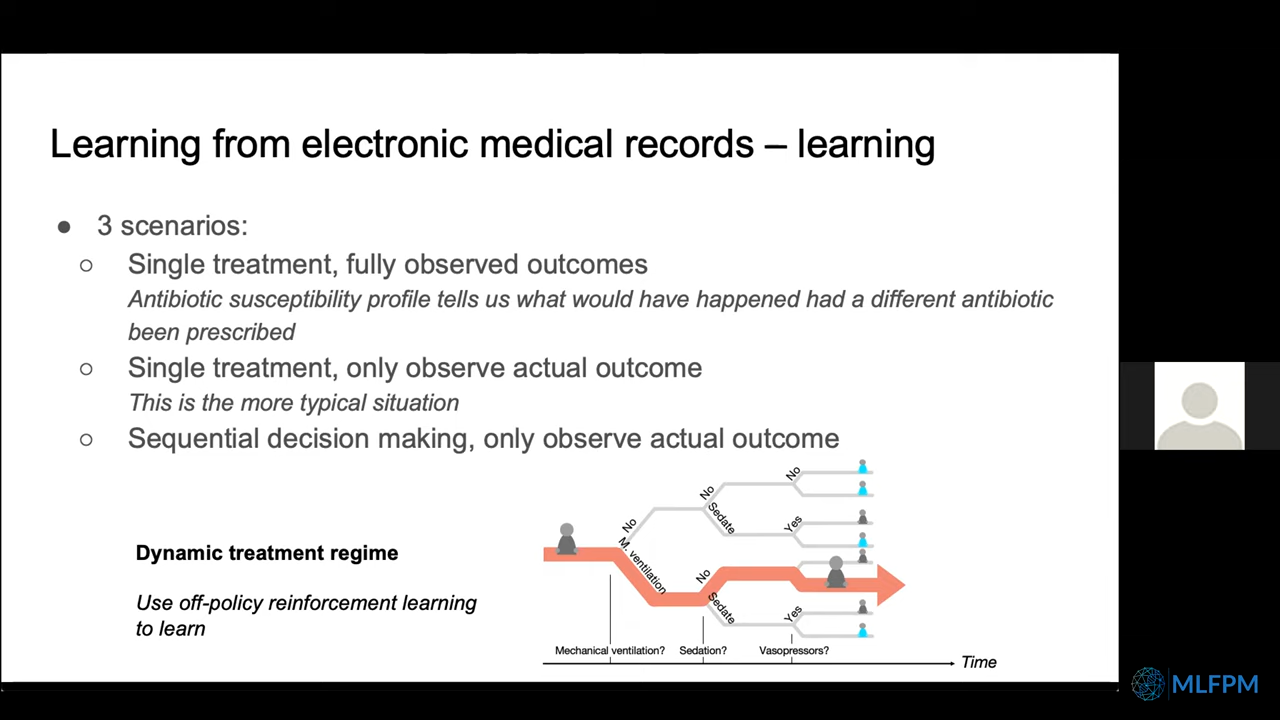 Learning from electronic medical records – learning
● 3 scenarios:
○ Single treatment, fully observed outcomes
Antibiotic susceptibility profile tells us what would have happened had a different antibiotic
been prescribed
○ Single treatment, only observe actual outcome
This is the more typical situation
○ Sequential decision making, only observe actual outcome
Dynamic treatment regime
Use off-policy reinforcement learning
to learn
No
M. ventilation
No
Sedate
No
Sedate
No
Yes
Yes
Mechanical ventilation?
Sedation?
Vasopressors?
Time
MLFPM